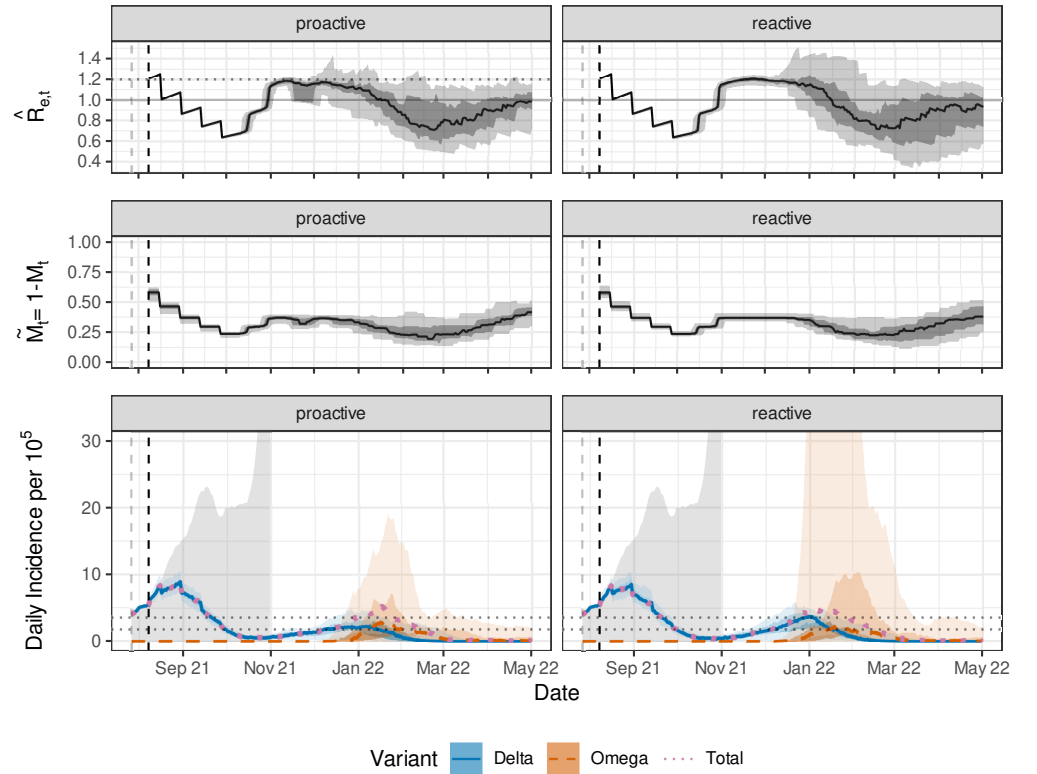 proactive
reactive
R̂e,t
1.4
1.2
1.0
0.8
0.6
0.4
proactive
reactive
M̃t= 1-Mt
1.00
0.75
0.50
0.25
0.00
proactive
reactive
Daily Incidence per 10⁵
30
20
10
0
Sep 21 Nov 21 Jan 22 Mar 22 May 22 Sep 21 Nov 21 Jan 22 Mar 22 May 22
Date
Variant Delta Omega Total